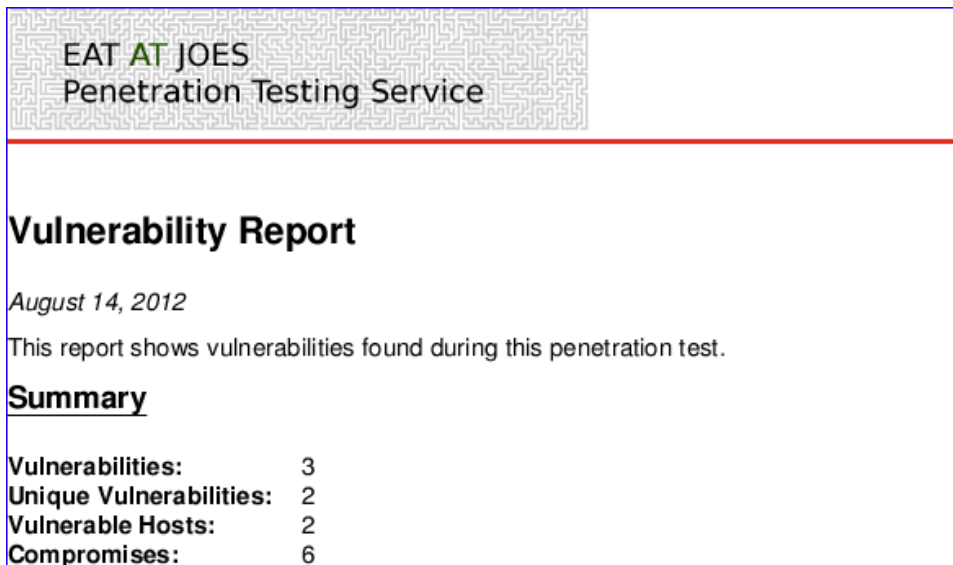 EAT AT JOES
Penetration Testing Service
Vulnerability Report
August 14, 2012
This report shows vulnerabilities found during this penetration test.
Summary
Vulnerabilities: 3
Unique Vulnerabilities: 2
Vulnerable Hosts: 2
Compromises: 6